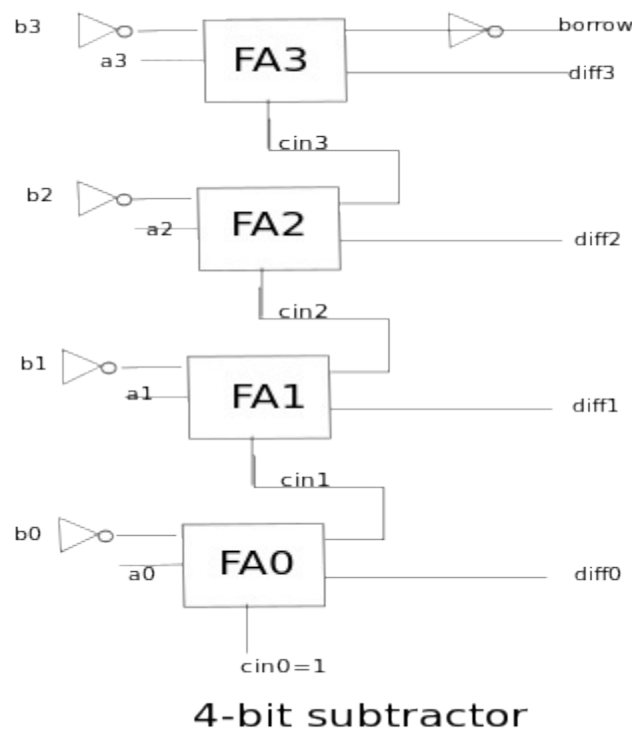 b3
borrow
a3
FA3
diff3
cin3
b2
a2
FA2
diff2
cin2
b1
a1
FA1
diff1
cin1
b0
a0
FA0
diff0
cin0=1
4-bit subtractor